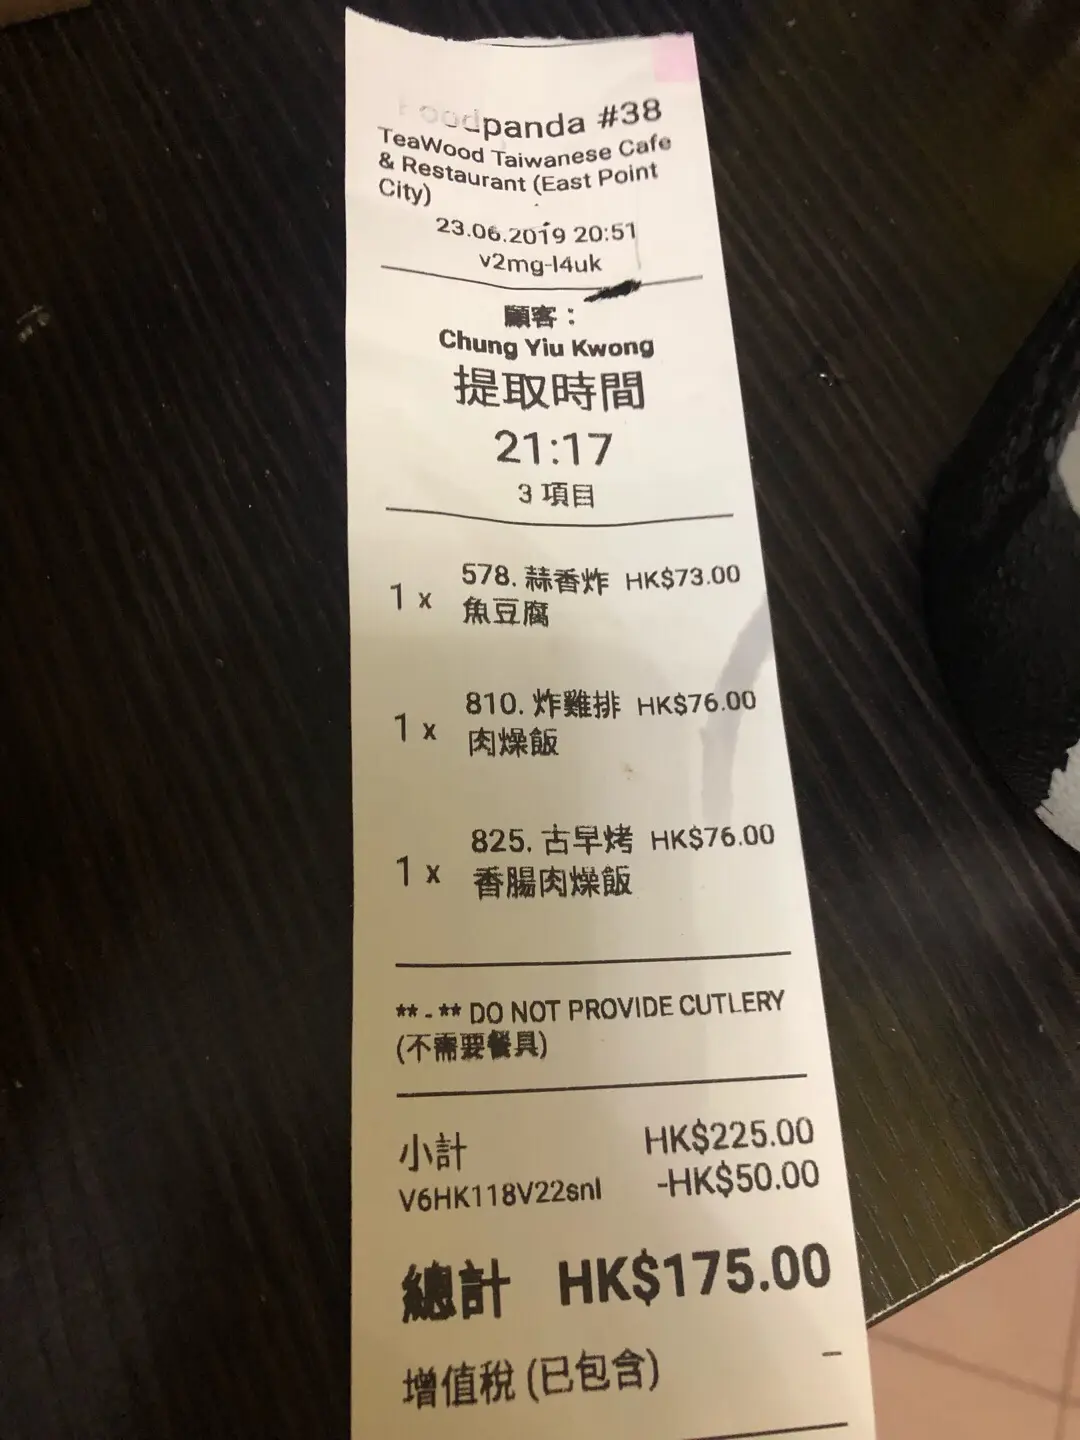 Foodpanda #38
TeaWood Taiwanese Cafe
& Restaurant (East Point
City)
23.06.2019 20:51
v2mg-l4uk
顧客：
Chung Yiu Kwong
提取時間
21:17
3 項目
1 x 578. 蒜香炸 HK$73.00
魚豆腐
1 x 810. 炸雞排 HK$76.00
肉燥飯
1 x 825. 古早烤 HK$76.00
香腸肉燥飯
** - ** DO NOT PROVIDE CUTLERY
(不需要餐具)
小計 HK$225.00
V6HK118V22snl -HK$50.00
總計 HK$175.00
增值稅 (已包含) –